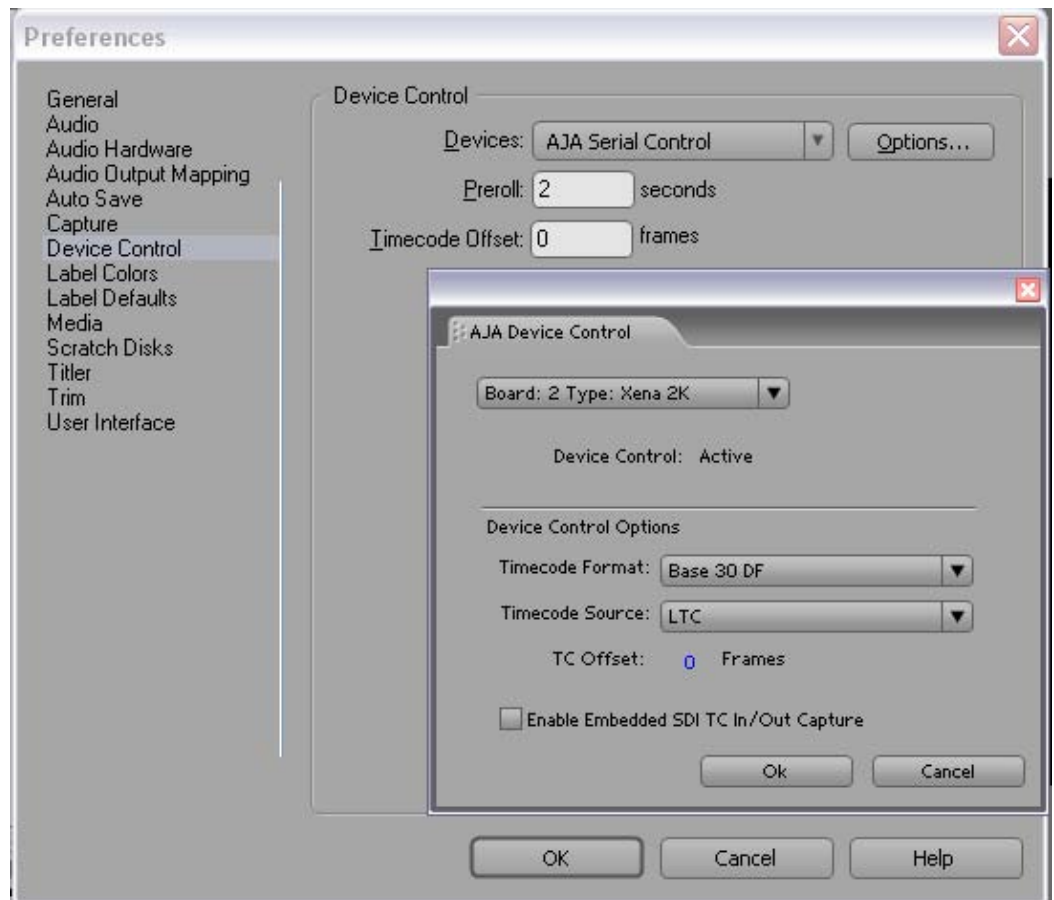 Preferences
General
Audio
Audio Hardware
Audio Output Mapping
Auto Save
Capture
Device Control
Label Colors
Label Defaults
Media
Scratch Disks
Titler
Trim
User Interface
Device Control
Devices: AJA Serial Control Options...
Preroll: 2 seconds
Timecode Offset: 0 frames
AJA Device Control
Board: 2 Type: Xena 2K
Device Control: Active
Device Control Options
Timecode Format: Base 30 DF
Timecode Source: LTC
TC Offset: 0 Frames
Enable Embedded SDI TC In/Out Capture
Ok Cancel
OK Cancel Help